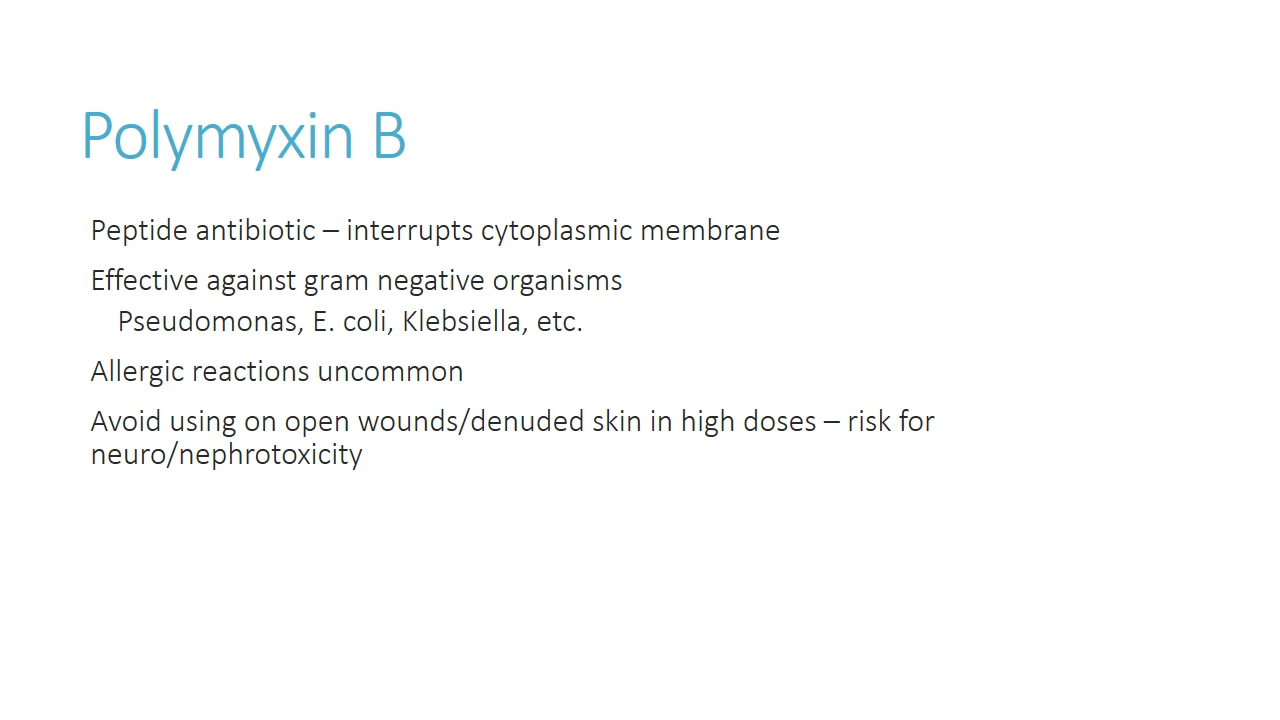 Polymyxin B
Peptide antibiotic – interrupts cytoplasmic membrane
Effective against gram negative organisms
Pseudomonas, E. coli, Klebsiella, etc.
Allergic reactions uncommon
Avoid using on open wounds/denuded skin in high doses – risk for
neuro/nephrotoxicity